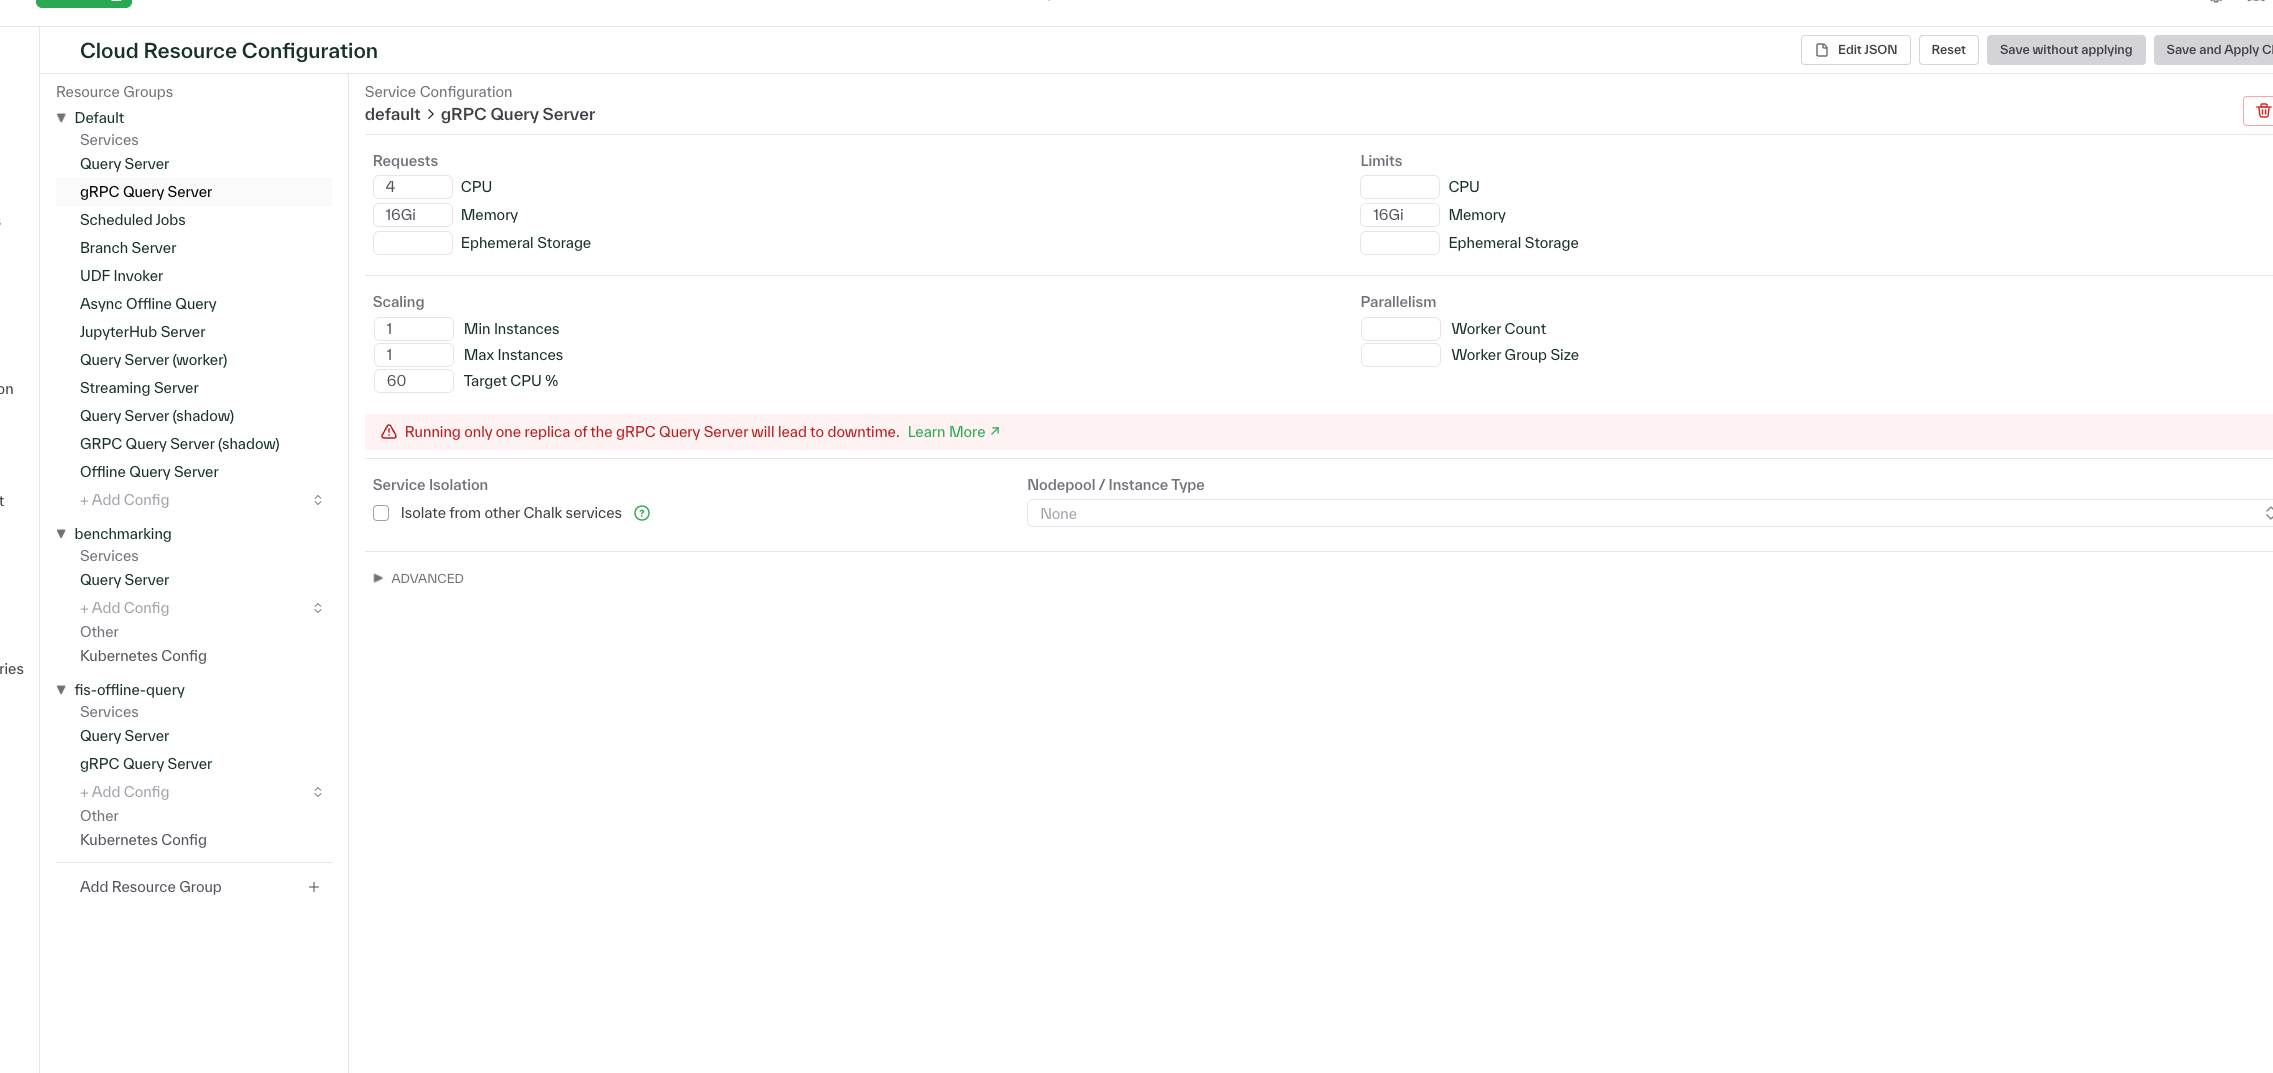 Cloud Resource Configuration
Edit JSON
Reset
Save without applying
Save and Apply
Resource Groups
Default
Services
Query Server
gRPC Query Server
Scheduled Jobs
Branch Server
UDF Invoker
Async Offline Query
JupyterHub Server
Query Server (worker)
Streaming Server
Query Server (shadow)
GRPC Query Server (shadow)
Offline Query Server
+ Add Config
benchmarking
Services
Query Server
+ Add Config
Other
Kubernetes Config
fis-offline-query
Services
Query Server
gRPC Query Server
+ Add Config
Other
Kubernetes Config
Add Resource Group +
Service Configuration
default > gRPC Query Server
Requests
4 CPU
16Gi Memory
Ephemeral Storage
Limits
CPU
16Gi Memory
Ephemeral Storage
Scaling
1 Min Instances
1 Max Instances
60 Target CPU %
Parallelism
Worker Count
Worker Group Size
Running only one replica of the gRPC Query Server will lead to downtime. Learn More ↗
Service Isolation
Isolate from other Chalk services ?
Nodepool / Instance Type
None
ADVANCED
on
t
ries